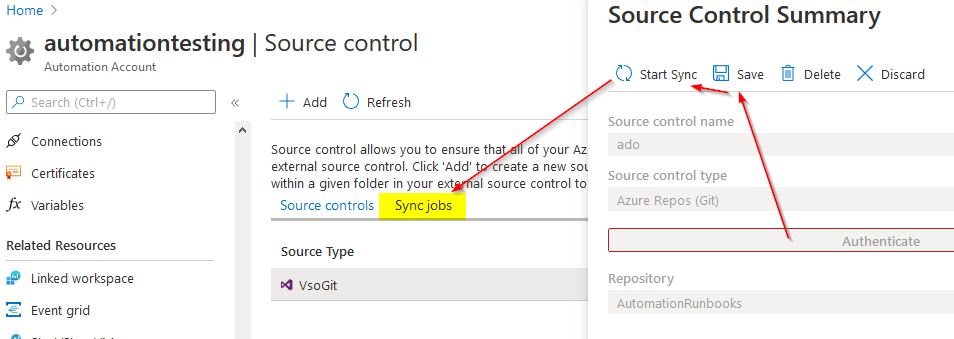 Home >
automationtesting | Source control
Automation Account
Search (Ctrl+/)
«
Connections
Certificates
fx Variables
Related Resources
Linked workspace
Event grid
+ Add
Refresh
Source control allows you to ensure that all of your Az
external source control. Click 'Add' to create a new sou
within a given folder in your external source control to
Source controls
Sync jobs
Source Type
VsoGit
Source Control Summary
Start Sync
Save
Delete
Discard
Source control name
ado
Source control type
Azure Repos (Git)
Authenticate
Repository
AutomationRunbooks